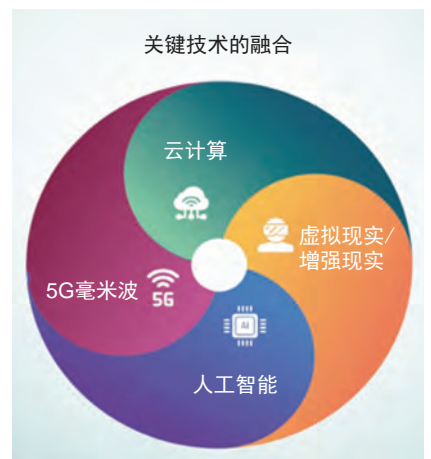 关键技术的融合
云计算
虚拟现实/
增强现实
5G毫米波
5G
AI
人工智能